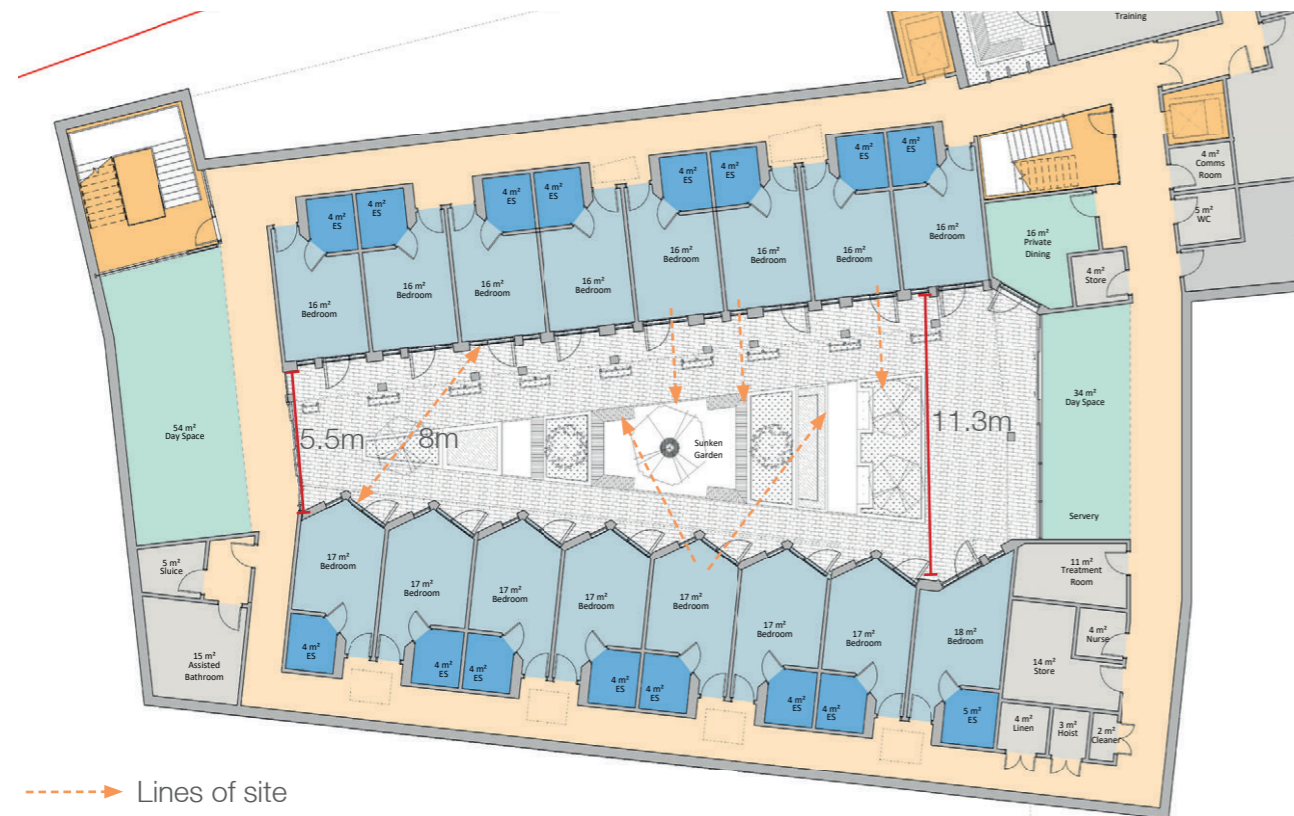 Training
4 m²
Comms
Room
5 m²
WC
4 m²
ES
4 m²
ES
4 m²
ES
4 m²
ES
4 m²
ES
4 m²
ES
4 m²
ES
4 m²
ES
16 m²
Bedroom
16 m²
Bedroom
16 m²
Bedroom
16 m²
Bedroom
16 m²
Bedroom
16 m²
Bedroom
16 m²
Bedroom
16 m²
Bedroom
16 m²
Private
Dining
4 m²
Store
54 m²
Day Space
5.5m
8m
Sunken
Garden
11.3m
34 m²
Day Space
Servery
5 m²
Sluice
15 m²
Assisted
Bathroom
17 m²
Bedroom
17 m²
Bedroom
17 m²
Bedroom
17 m²
Bedroom
17 m²
Bedroom
17 m²
Bedroom
17 m²
Bedroom
18 m²
Bedroom
4 m²
ES
4 m²
ES
4 m²
ES
4 m²
ES
4 m²
ES
4 m²
ES
4 m²
ES
5 m²
ES
11 m²
Treatment
Room
4 m²
Nurse
14 m²
Store
4 m²
Linen
3 m²
Hoist
2 m²
Cleaner
Lines of site